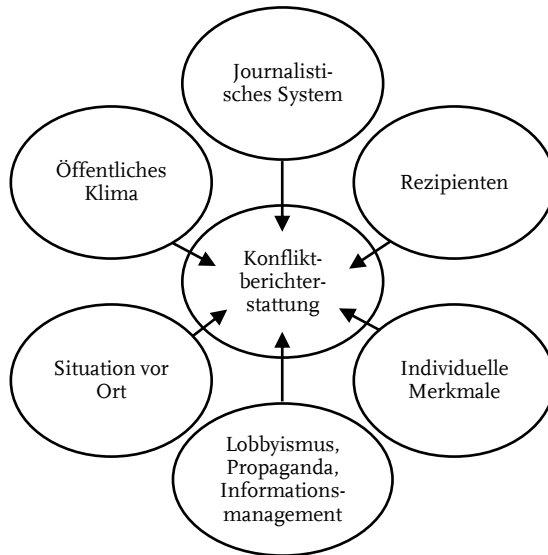 Journalisti-
sches System
Öffentliches
Klima
Rezipienten
Konflikt-
berichter-
stattung
Situation vor
Ort
Individuelle
Merkmale
Lobbyismus,
Propaganda,
Informations-
management